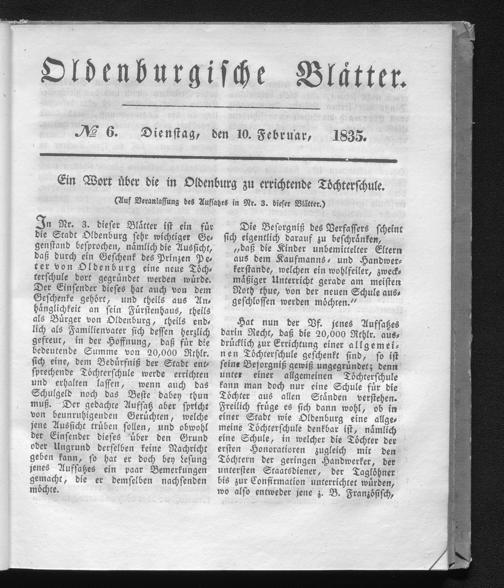 Oldenburgische Blätter.
№ 6. Dienstag, den 10. Februar, 1835.
Ein Wort über die in Oldenburg zu errichtende Töchterschule.
(Auf Veranlassung des Aufsatzes in Nr. 3. dieser Blätter.)
In Nr. 3. dieser Blätter ist ein für
die Stadt Oldenburg sehr wichtiger Ge-
genstand besprochen, nämlich die Aussicht,
daß durch ein Geschenk des Prinzen Pe-
ter von Oldenburg eine neue Töch-
terschule dort gegründet werden würde.
Der Einsender dieses hat auch von dem
Geschenke gehört, und theils aus An-
hänglichkeit an sein Fürstenhaus, theils
als Bürger von Oldenburg, theils end-
lich als Familienvater sich dessen herzlich
gefreut, in der Hoffnung, daß für die
bedeutende Summe von 20,000 Rthlr.
sich eine, dem Bedürfniß der Stadt ent-
sprechende Töchterschule werde errichten
und erhalten lassen, wenn auch das
Schulgeld noch das Beste dabey thun
muß. Der gedachte Aufsatz aber spricht
von beunruhigenden Gerüchten, welche
jene Aussicht trüben sollen, und obwohl
der Einsender dieses über den Grund
oder Ungrund derselben keine Nachricht
geben kann, so hat er doch bey Lesung
jenes Aufsatzes ein paar Bemerkungen
gemacht, die er demselben nachsenden
möchte.
Die Besorgniß des Verfassers scheint
sich eigentlich darauf zu beschränken,
„daß die Kinder unbemittelter Eltern
aus dem Kaufmanns- und Handwer-
kerstande, welchen ein wohlfeiler, zweck-
mäßiger Unterricht gerade am meisten
Noth thue, von der neuen Schule aus-
geschlossen werden möchten."
Hat nun der Vf. jenes Aufsatzes
darin Recht, daß die 20,000 Rthlr. aus-
drücklich zur Errichtung einer allgemei-
nen Töchterschule geschenkt sind, so ist
seine Besorgniß gewiß ungegründet; denn
unter einer allgemeinen Töchterschule
kann man doch nur eine Schule für die
Töchter aus allen Ständen verstehen.
Freilich früge es sich dann wohl, ob in
einer Stadt wie Oldenburg eine allge-
meine Töchterschule denkbar ist, nämlich
eine Schule, in welcher die Töchter der
ersten Honoratioren zugleich mit den
Töchtern der geringen Handwerker, der
untersten Staatsdiener, der Taglöhner
bis zur Confirmation unterrichtet würden,
wo also entweder jene z. B. Französisch,